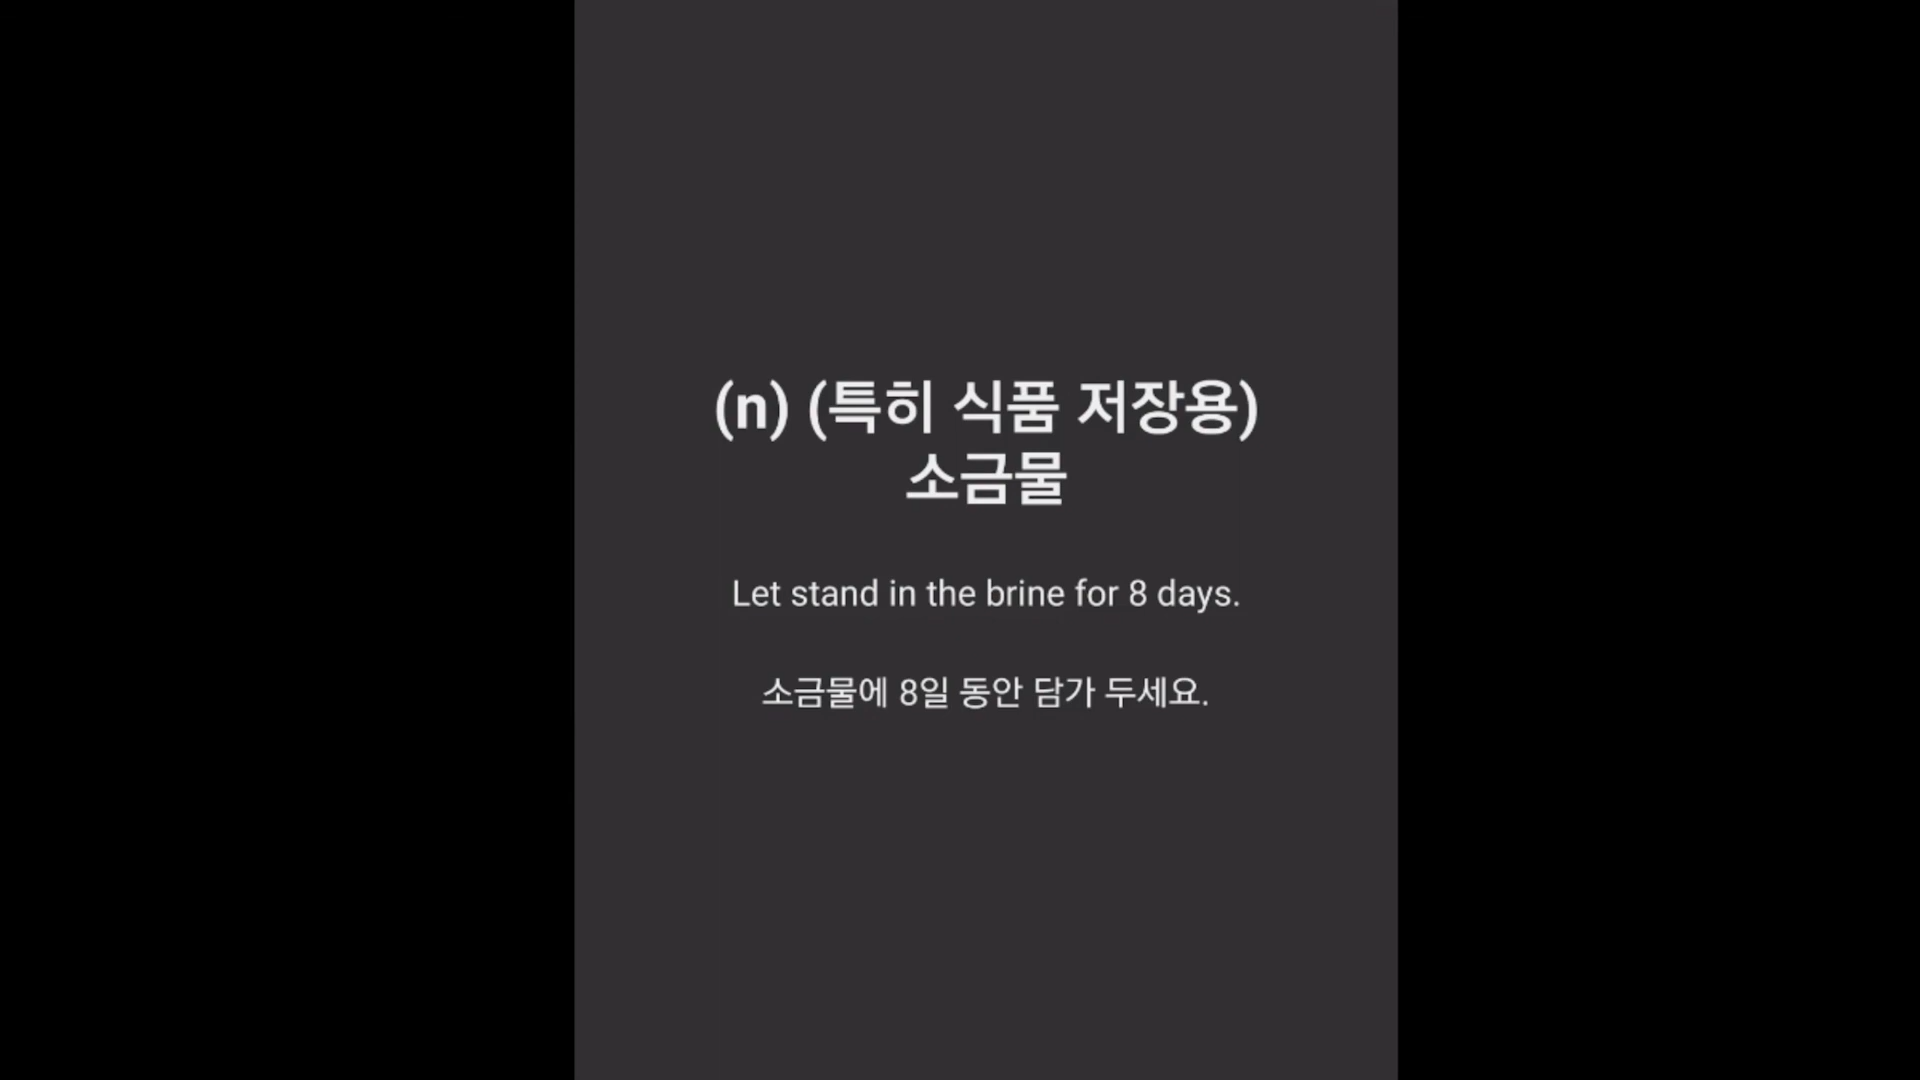 (n) (특히 식품 저장용)
소금물
Let stand in the brine for 8 days.
소금물에 8일 동안 담가 두세요.